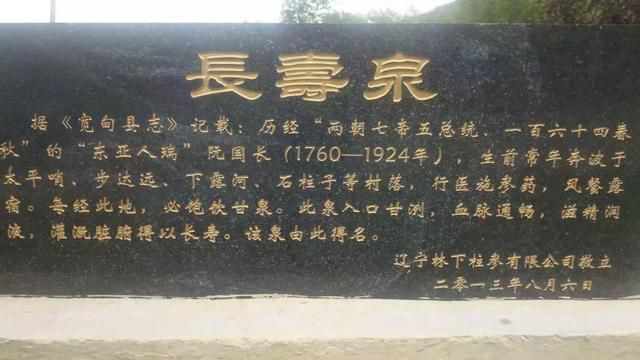 長壽泉
据《宽甸县志》记载：历经“两朝七帝五总统、一百六十四春
秋”的“东亚人瑞”阮国长（1760—1924年），生前常年奔波于
太平哨、步达远、下露河、石柱子等村落，行医施参药，风餐露
宿。每经此地，必饱饮甘泉。此泉入口甘冽，血脉通畅，滋精润
液，灌溉脏腑得以长寿。该泉由此得名。
辽宁林下柱参有限公司敬立
二零一三年八月六日